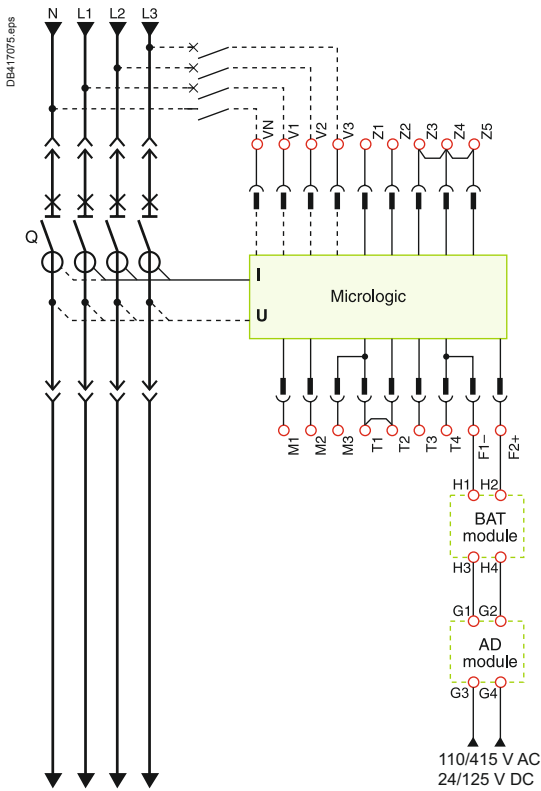 DB417075.eps
N L1 L2 L3
VN V1 V2 V3 Z1 Z2 Z3 Z4 Z5
Q
I
Micrologic
U
M1 M2 M3 T1 T2 T3 T4 F1– F2+
H1 H2
BAT
module
H3 H4
G1 G2
AD
module
G3 G4
110/415 V AC
24/125 V DC